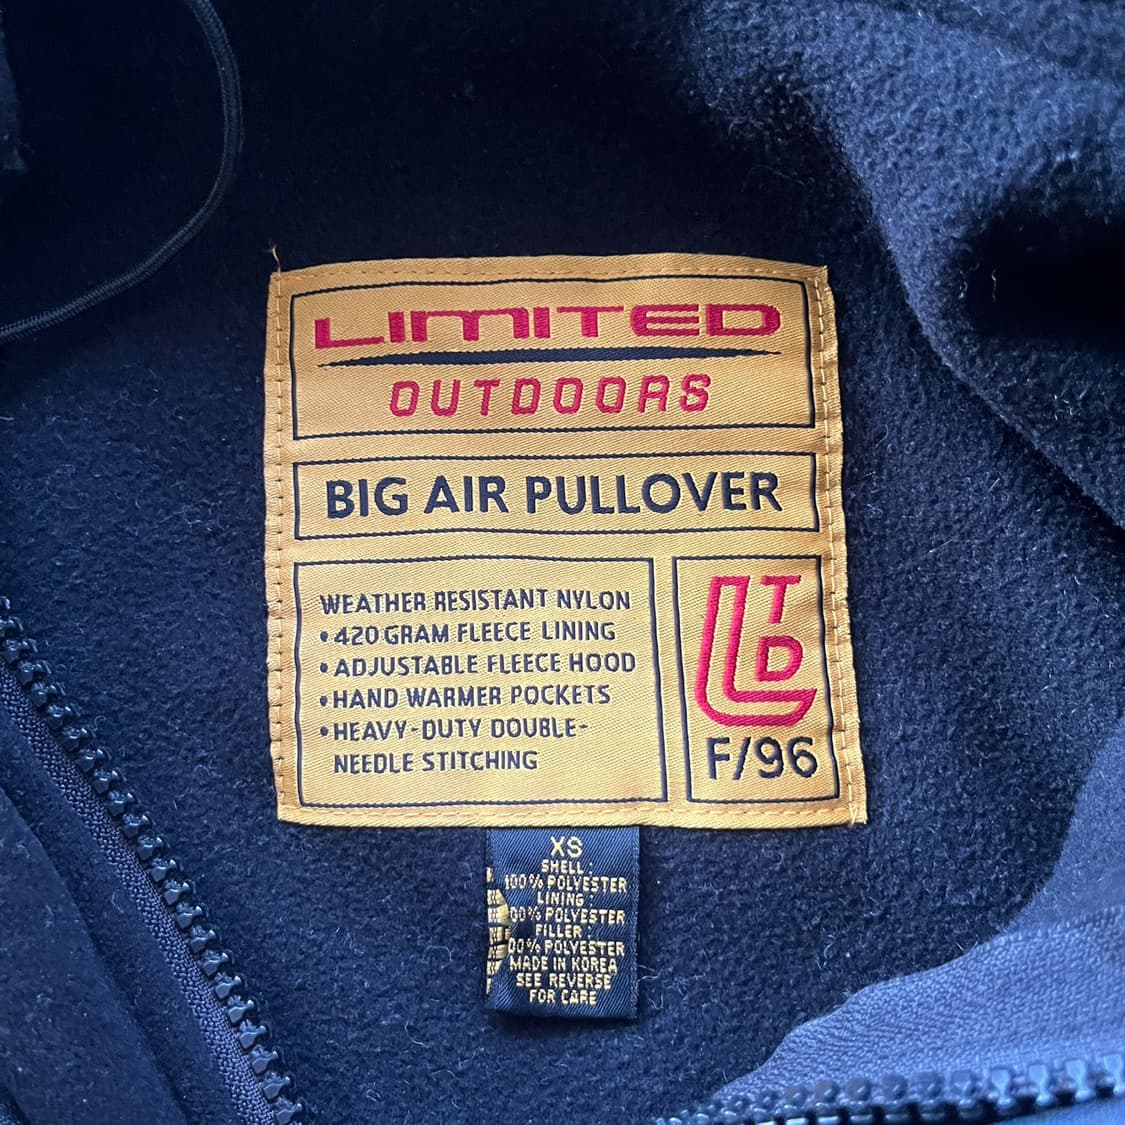 LIMITED
OUTDOORS
BIG AIR PULLOVER
WEATHER RESISTANT NYLON
• 420 GRAM FLEECE LINING
• ADJUSTABLE FLEECE HOOD
• HAND WARMER POCKETS
• HEAVY-DUTY DOUBLE-
NEEDLE STITCHING
LTD
F/96
XS
SHELL:
100% POLYESTER
LINING:
00% POLYESTER
FILLER:
00% POLYESTER
MADE IN KOREA
SEE REVERSE
FOR CARE